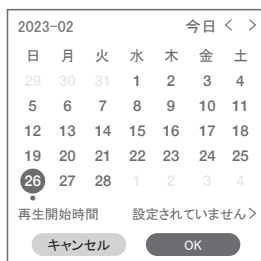 2023-02 今日 < >
日 月 火 水 木 金 土
29 30 31 1 2 3 4
5 6 7 8 9 10 11
12 13 14 15 16 17 18
19 20 21 22 23 24 25
26 27 28 1 2 3 4
再生開始時間 設定されていません>
キャンセル OK